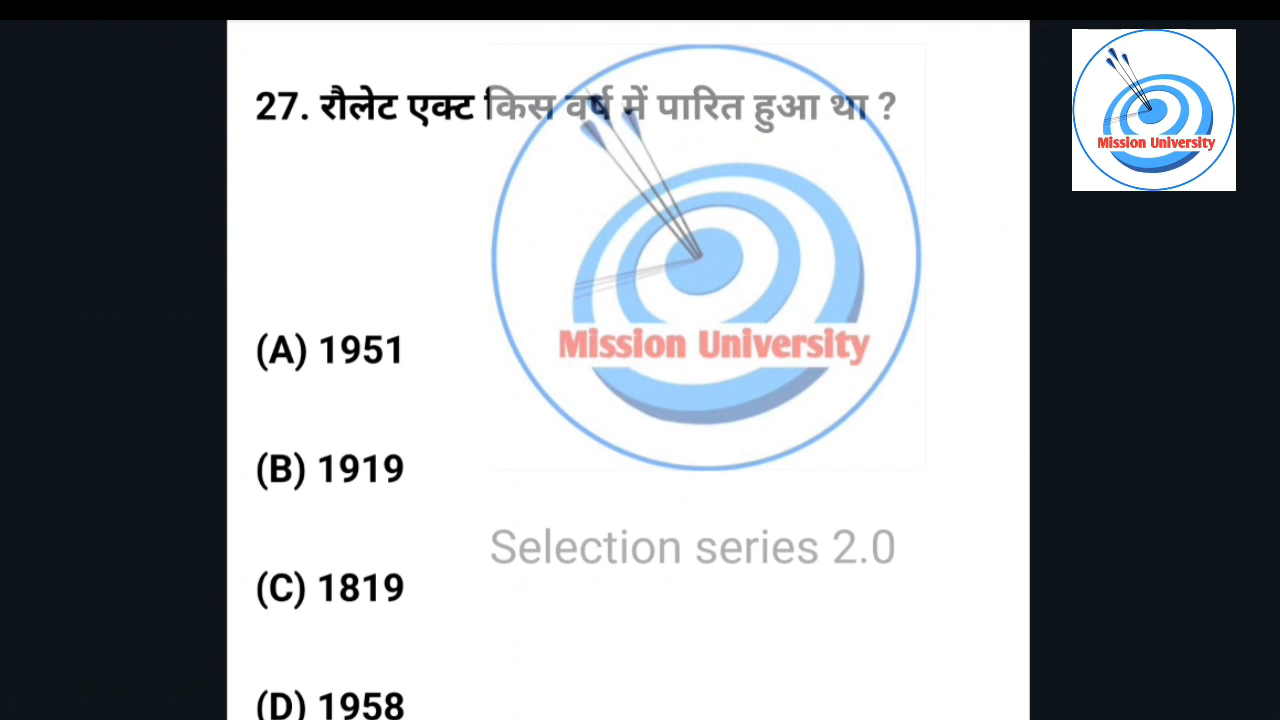 27. रौलेट एक्ट किस वर्ष में पारित हुआ था ?
Mission University
(A) 1951
Mission University
(B) 1919
Selection series 2.0
(C) 1819
(D) 1958